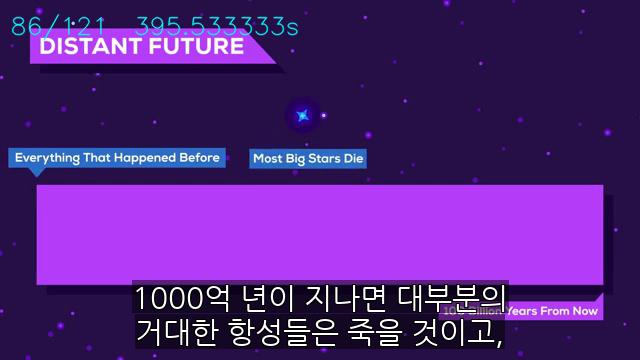 86/121 395.533333s
DISTANT FUTURE
Everything That Happened Before
Most Big Stars Die
1000억 년이 지나면 대부분의
거대한 항성들은 죽을 것이고,
Years From Now